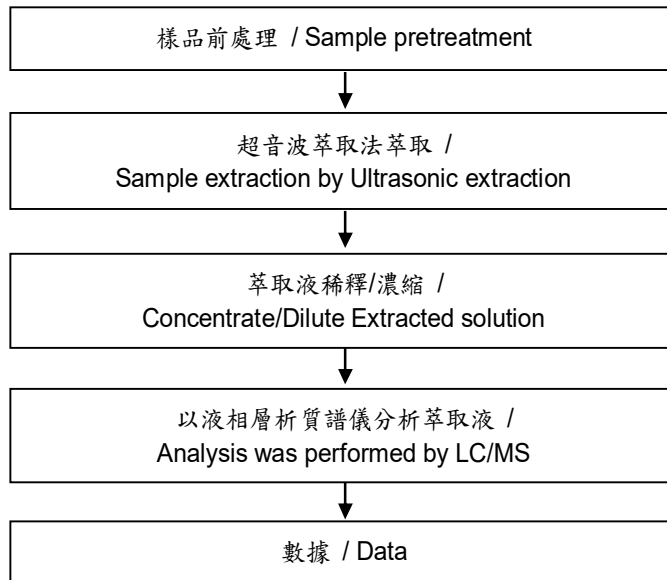 樣品前處理 / Sample pretreatment
超音波萃取法萃取 /
Sample extraction by Ultrasonic extraction
萃取液稀釋/濃縮 /
Concentrate/Dilute Extracted solution
以液相層析質譜儀分析萃取液 /
Analysis was performed by LC/MS
數據 / Data